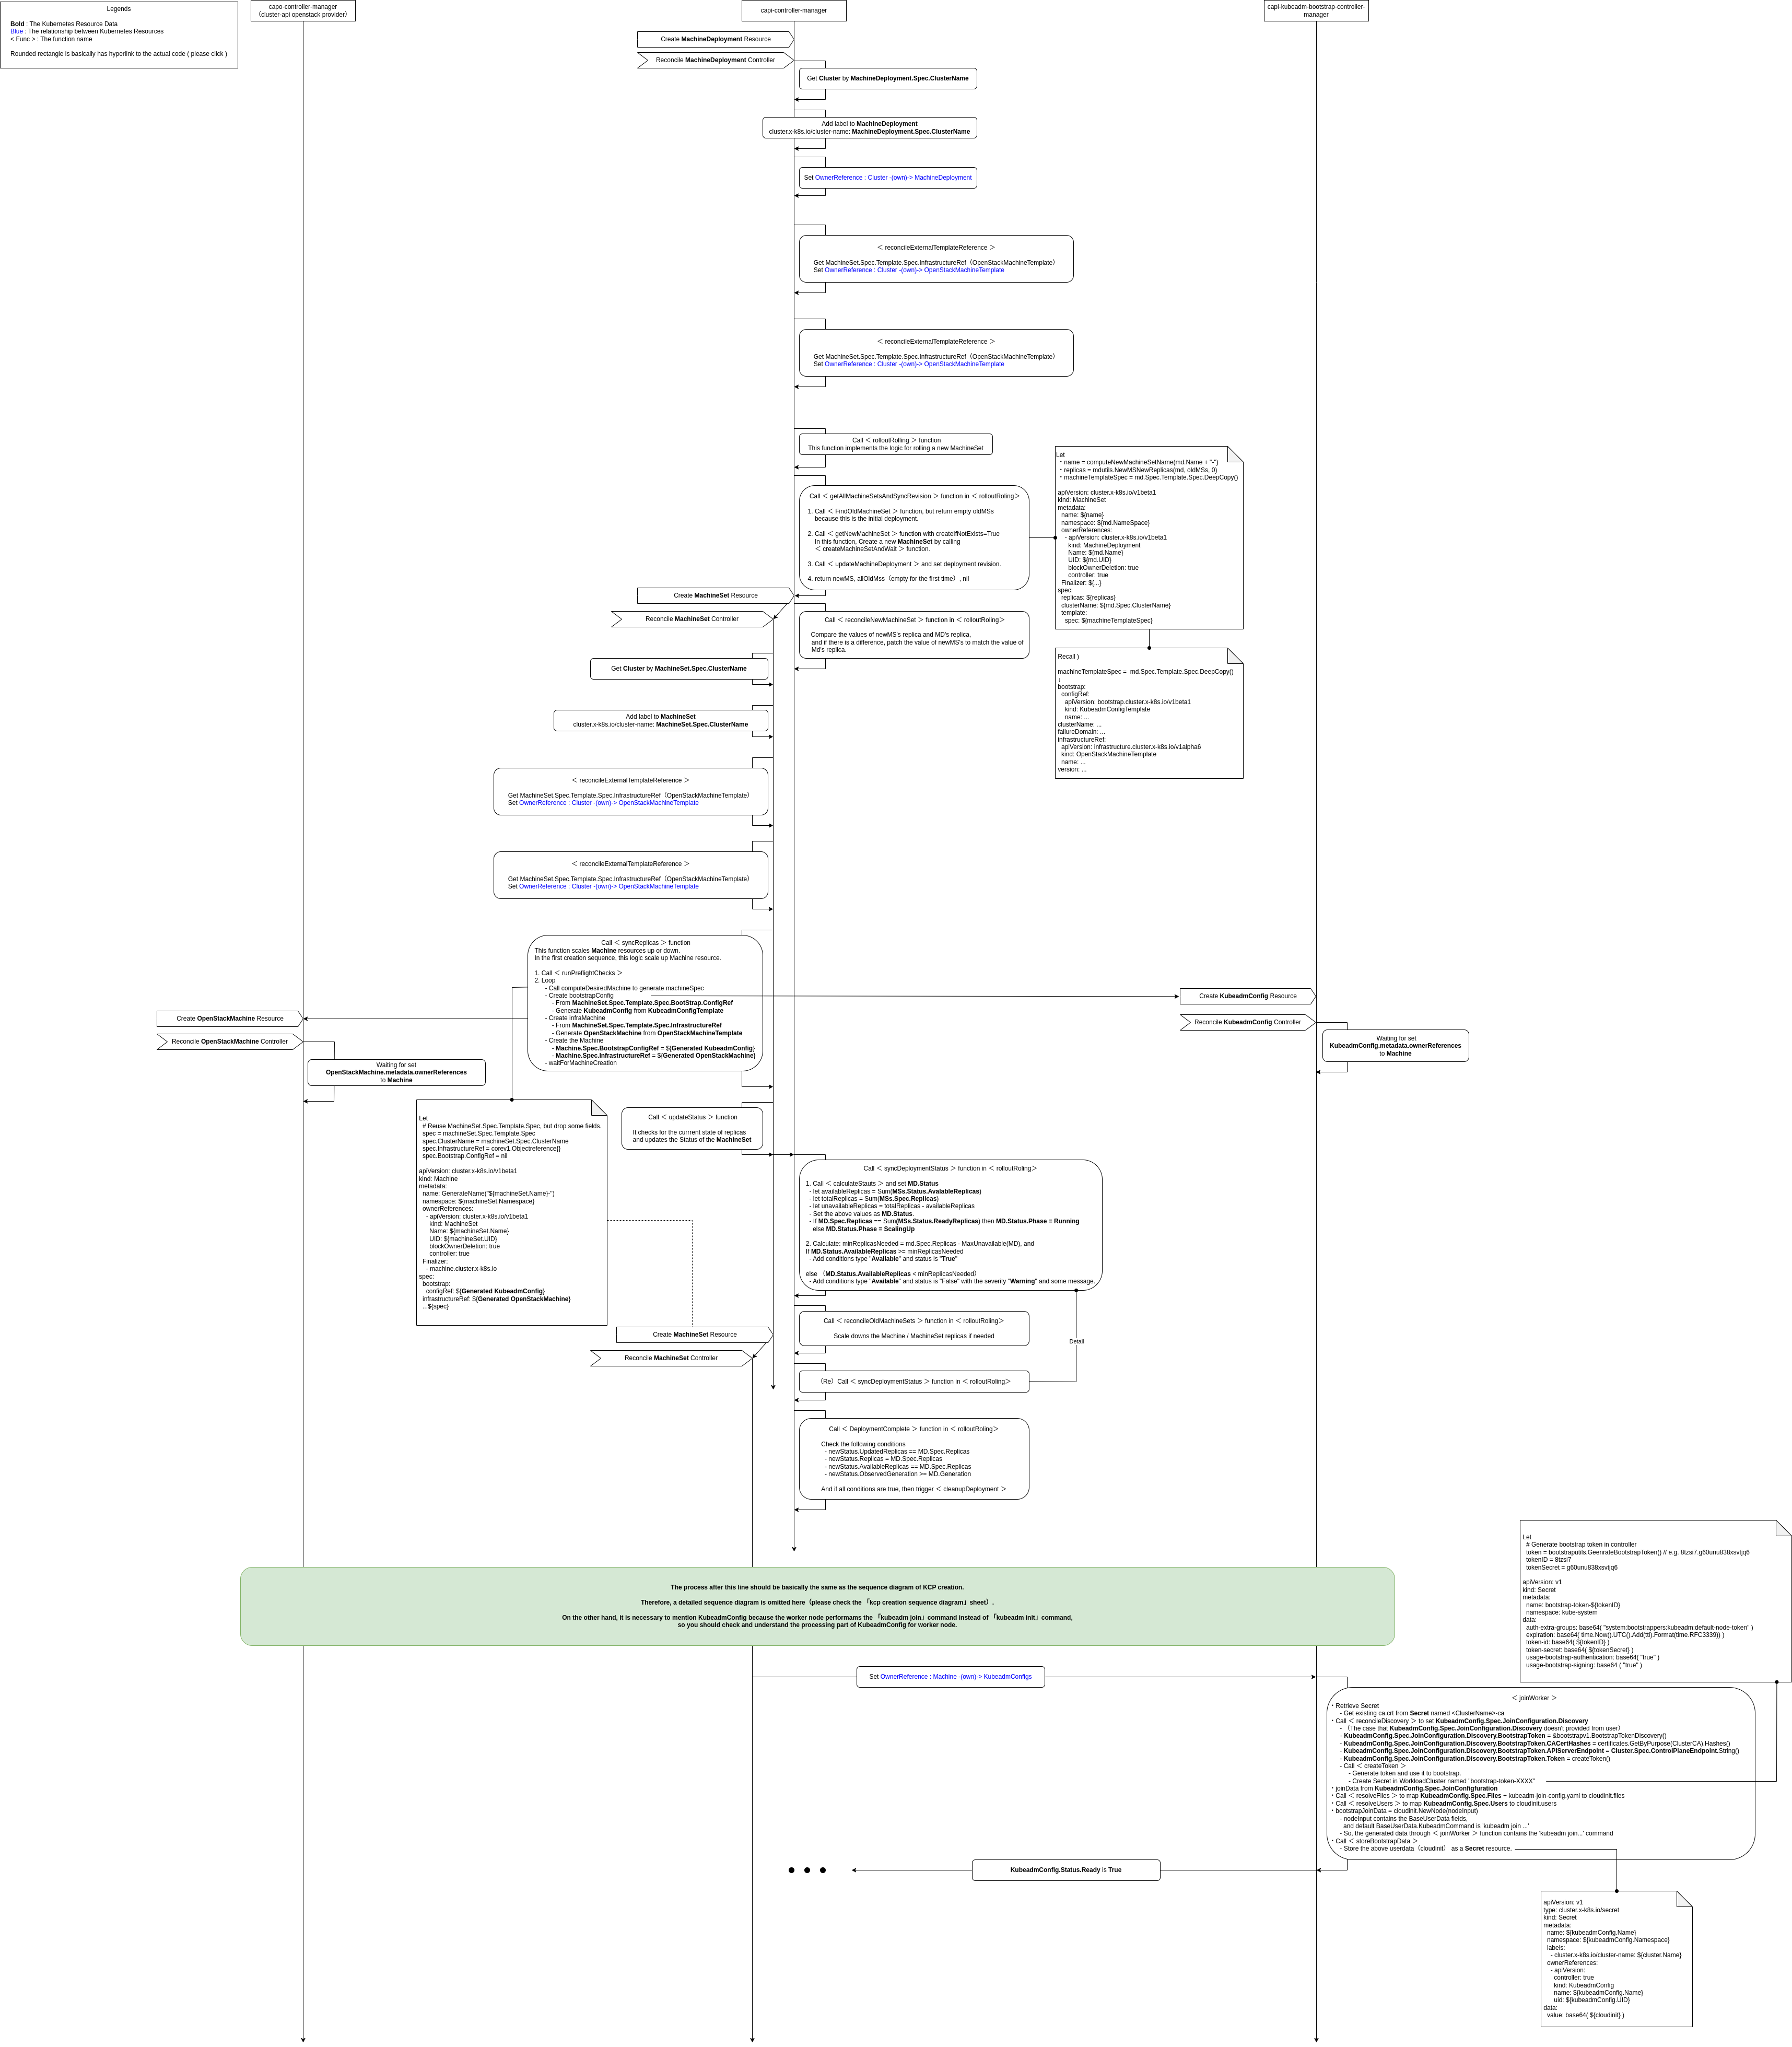 Legends
Bold : The Kubernetes Resource Data
Blue : The relationship between Kubernetes Resources
< Func > : The function name
Rounded rectangle is basically has hyperlink to the actual code ( please click )
capo-controller-manager
（cluster-api openstack provider）
capi-controller-manager
capi-kubeadm-bootstrap-controller-
manager
Create MachineDeployment Resource
Reconcile MachineDeployment Controller
Get Cluster by MachineDeployment.Spec.ClusterName
Add label to MachineDeployment
cluster.x-k8s.io/cluster-name: MachineDeployment.Spec.ClusterName
Set OwnerReference : Cluster -(own)-> MachineDeployment
＜ reconcileExternalTemplateReference ＞
Get MachineSet.Spec.Template.Spec.InfrastructureRef（OpenStackMachineTemplate）
Set OwnerReference : Cluster -(own)-> OpenStackMachineTemplate
＜ reconcileExternalTemplateReference ＞
Get MachineSet.Spec.Template.Spec.InfrastructureRef（OpenStackMachineTemplate）
Set OwnerReference : Cluster -(own)-> OpenStackMachineTemplate
Call ＜ rolloutRolling ＞ function
This function implements the logic for rolling a new MachineSet
Call ＜ getAllMachineSetsAndSyncRevision ＞ function in ＜ rolloutRoling＞
1. Call ＜ FindOldMachineSet ＞ function, but return empty oldMSs
because this is the initial deployment.
2. Call ＜ getNewMachineSet ＞ function with createIfNotExists=True
In this function, Create a new MachineSet by calling
＜ createMachineSetAndWait ＞ function.
3. Call ＜ updateMachineDeployment ＞ and set deployment revision.
4. return newMS, allOldMss（empty for the first time）, nil
Let
・name = computeNewMachineSetName(md.Name + "-")
・replicas = mdutils.NewMSNewReplicas(md, oldMSs, 0)
・machineTemplateSpec = md.Spec.Template.Spec.DeepCopy()
apiVersion: cluster.x-k8s.io/v1beta1
kind: MachineSet
metadata:
name: ${name}
namespace: ${md.NameSpace}
ownerReferences:
- apiVersion: cluster.x-k8s.io/v1beta1
kind: MachineDeployment
Name: ${md.Name}
UID: ${md.UID}
blockOwnerDeletion: true
controller: true
Finalizer: ${...}
spec:
replicas: ${replicas}
clusterName: ${md.Spec.ClusterName}
template:
spec: ${machineTemplateSpec}
Create MachineSet Resource
Reconcile MachineSet Controller
Call ＜ reconcileNewMachineSet ＞ function in ＜ rolloutRoling＞
Compare the values of newMS's replica and MD's replica,
and if there is a difference, patch the value of newMS's to match the value of
Md's replica.
Recall )
machineTemplateSpec =  md.Spec.Template.Spec.DeepCopy()
↓
bootstrap:
configRef:
apiVersion: bootstrap.cluster.x-k8s.io/v1beta1
kind: KubeadmConfigTemplate
name: ...
clusterName: ...
failureDomain: ...
infrastructureRef:
apiVersion: infrastructure.cluster.x-k8s.io/v1alpha6
kind: OpenStackMachineTemplate
name: ...
version: ...
Get Cluster by MachineSet.Spec.ClusterName
Add label to MachineSet
cluster.x-k8s.io/cluster-name: MachineSet.Spec.ClusterName
＜ reconcileExternalTemplateReference ＞
Get MachineSet.Spec.Template.Spec.InfrastructureRef（OpenStackMachineTemplate）
Set OwnerReference : Cluster -(own)-> OpenStackMachineTemplate
＜ reconcileExternalTemplateReference ＞
Get MachineSet.Spec.Template.Spec.InfrastructureRef（OpenStackMachineTemplate）
Set OwnerReference : Cluster -(own)-> OpenStackMachineTemplate
Call ＜ syncReplicas ＞ function
This function scales Machine resources up or down.
In the first creation sequence, this logic scale up Machine resource.
1. Call ＜ runPreflightChecks ＞
2. Loop
- Call computeDesiredMachine to generate machineSpec
- Create bootstrapConfig
- From MachineSet.Spec.Template.Spec.BootStrap.ConfigRef
- Generate KubeadmConfig from KubeadmConfigTemplate
- Create infraMachine
- From MachineSet.Spec.Template.Spec.InfrastructureRef
- Generate OpenStackMachine from OpenStackMachineTemplate
- Create the Machine
- Machine.Spec.BootstrapConfigRef = ${Generated KubeadmConfig}
- Machine.Spec.InfrastructureRef = ${Generated OpenStackMachine}
- waitForMachineCreation
Create KubeadmConfig Resource
Reconcile KubeadmConfig Controller
Waiting for set
KubeadmConfig.metadata.ownerReferences
to Machine
Create OpenStackMachine Resource
Reconcile OpenStackMachine Controller
Waiting for set
OpenStackMachine.metadata.ownerReferences
to Machine
Let
# Reuse MachineSet.Spec.Template.Spec, but drop some fields.
spec = machineSet.Spec.Template.Spec
spec.ClusterName = machineSet.Spec.ClusterName
spec.InfrastructureRef = corev1.Objectreference{}
spec.Bootstrap.ConfigRef = nil
apiVersion: cluster.x-k8s.io/v1beta1
kind: Machine
metadata:
name: GenerateName("${machineSet.Name}-")
namespace: ${machineSet.Namespace}
ownerReferences:
- apiVersion: cluster.x-k8s.io/v1beta1
kind: MachineSet
Name: ${machineSet.Name}
UID: ${machineSet.UID}
blockOwnerDeletion: true
controller: true
Finalizer:
- machine.cluster.x-k8s.io
spec:
bootstrap:
configRef: ${Generated KubeadmConfig}
infrastructureRef: ${Generated OpenStackMachine}
...${spec}
Call ＜ updateStatus ＞ function
It checks for the currrent state of replicas
and updates the Status of the MachineSet
Call ＜ syncDeploymentStatus ＞ function in ＜ rolloutRoling＞
1. Call ＜ calculateStauts ＞ and set MD.Status
- let availableReplicas = Sum(MSs.Status.AvalableReplicas)
- let totalReplicas = Sum(MSs.Spec.Replicas)
- let unavailableReplicas = totalReplicas - availableReplicas
- Set the above values as MD.Status.
- If MD.Spec.Replicas == Sum(MSs.Status.ReadyReplicas) then MD.Status.Phase = Running
else MD.Status.Phase = ScalingUp
2. Calculate: minReplicasNeeded = md.Spec.Replicas - MaxUnavailable(MD), and
If MD.Status.AvailableReplicas >= minReplicasNeeded
- Add conditions type "Available" and status is "True"
else （MD.Status.AvailableReplicas < minReplicasNeeded）
- Add conditions type "Available" and status is "False" with the severity "Warning" and some message.
Call ＜ reconcileOldMachineSets ＞ function in ＜ rolloutRoling＞
Scale downs the Machine / MachineSet replicas if needed
Detail
Create MachineSet Resource
Reconcile MachineSet Controller
（Re）Call ＜ syncDeploymentStatus ＞ function in ＜ rolloutRoling＞
Call ＜ DeploymentComplete ＞ function in ＜ rolloutRoling＞
Check the following conditions
- newStatus.UpdatedReplicas == MD.Spec.Replicas
- newStatus.Replicas = MD.Spec.Replicas
- newStatus.AvailableReplicas == MD.Spec.Replicas
- newStatus.ObservedGeneration >= MD.Generation
And if all conditions are true, then trigger ＜ cleanupDeployment ＞
The process after this line should be basically the same as the sequence diagram of KCP creation.
Therefore, a detailed sequence diagram is omitted here（please check the 「kcp creation sequence diagram」sheet）.
On the other hand, it is necessary to mention KubeadmConfig because the worker node performams the 「kubeadm join」command instead of 「kubeadm init」command,
so you should check and understand the processing part of KubeadmConfig for worker node.
Let
# Generate bootstrap token in controller
token = bootstraputils.GeenrateBootstrapToken() // e.g. 8tzsi7.g60unu838xsvtjq6
tokenID = 8tzsi7
tokenSecret = g60unu838xsvtjq6
apiVersion: v1
kind: Secret
metadata:
name: bootstrap-token-${tokenID}
namespace: kube-system
data:
auth-extra-groups: base64( "system:bootstrappers:kubeadm:default-node-token" )
expiration: base64( time.Now().UTC().Add(ttl).Format(time.RFC3339)) )
token-id: base64( ${tokenID} )
token-secret: base64( ${tokenSecret} )
usage-bootstrap-authentication: base64( "true" )
usage-bootstrap-signing: base64 ( "true" )
Set OwnerReference : Machine -(own)-> KubeadmConfigs
＜ joinWorker ＞
・Retrieve Secret
- Get existing ca.crt from Secret named <ClusterName>-ca
・Call ＜ reconcileDiscovery ＞ to set KubeadmConfig.Spec.JoinConfiguration.Discovery
- （The case that KubeadmConfig.Spec.JoinConfiguration.Discovery doesn't provided from user）
- KubeadmConfig.Spec.JoinConfiguration.Discovery.BootstrapToken = &bootstrapv1.BootstrapTokenDiscovery{}
- KubeadmConfig.Spec.JoinConfiguration.Discovery.BootstrapToken.CACertHashes = certificates.GetByPurpose(ClusterCA).Hashes()
- KubeadmConfig.Spec.JoinConfiguration.Discovery.BootstrapToken.APIServerEndpoint = Cluster.Spec.ControlPlaneEndpoint.String()
- KubeadmConfig.Spec.JoinConfiguration.Discovery.BootstrapToken.Token = createToken()
- Call ＜ createToken ＞
- Generate token and use it to bootstrap.
- Create Secret in WorkloadCluster named "bootstrap-token-XXXX"
・joinData from KubeadmConfig.Spec.JoinConfigfuration
・Call ＜ resolveFiles ＞ to map KubeadmConfig.Spec.Files + kubeadm-join-config.yaml to cloudinit.files
・Call ＜ resolveUsers ＞ to map KubeadmConfig.Spec.Users to cloudinit.users
・bootstrapJoinData = cloudinit.NewNode(nodeInput)
- nodeInput contains the BaseUserData fields,
and default BaseUserData.KubeadmCommand is 'kubeadm join ...'
- So, the generated data through ＜ joinWorker ＞ function contains the 'kubeadm join...' command
・Call ＜ storeBootstrapData ＞
- Store the above userdata（cloudinit） as a Secret resource.
KubeadmConfig.Status.Ready is True
apiVersion: v1
type: cluster.x-k8s.io/secret
kind: Secret
metadata:
name: ${kubeadmConfig.Name}
namespace: ${kubeadmConfig.Namespace}
labels:
- cluster.x-k8s.io/cluster-name: ${cluster.Name}
ownerReferences:
- apiVersion:
controller: true
kind: KubeadmConfig
name: ${kubeadmConfig.Name}
uid: ${kubeadmConfig.UID}
data:
value: base64( ${cloudinit} )